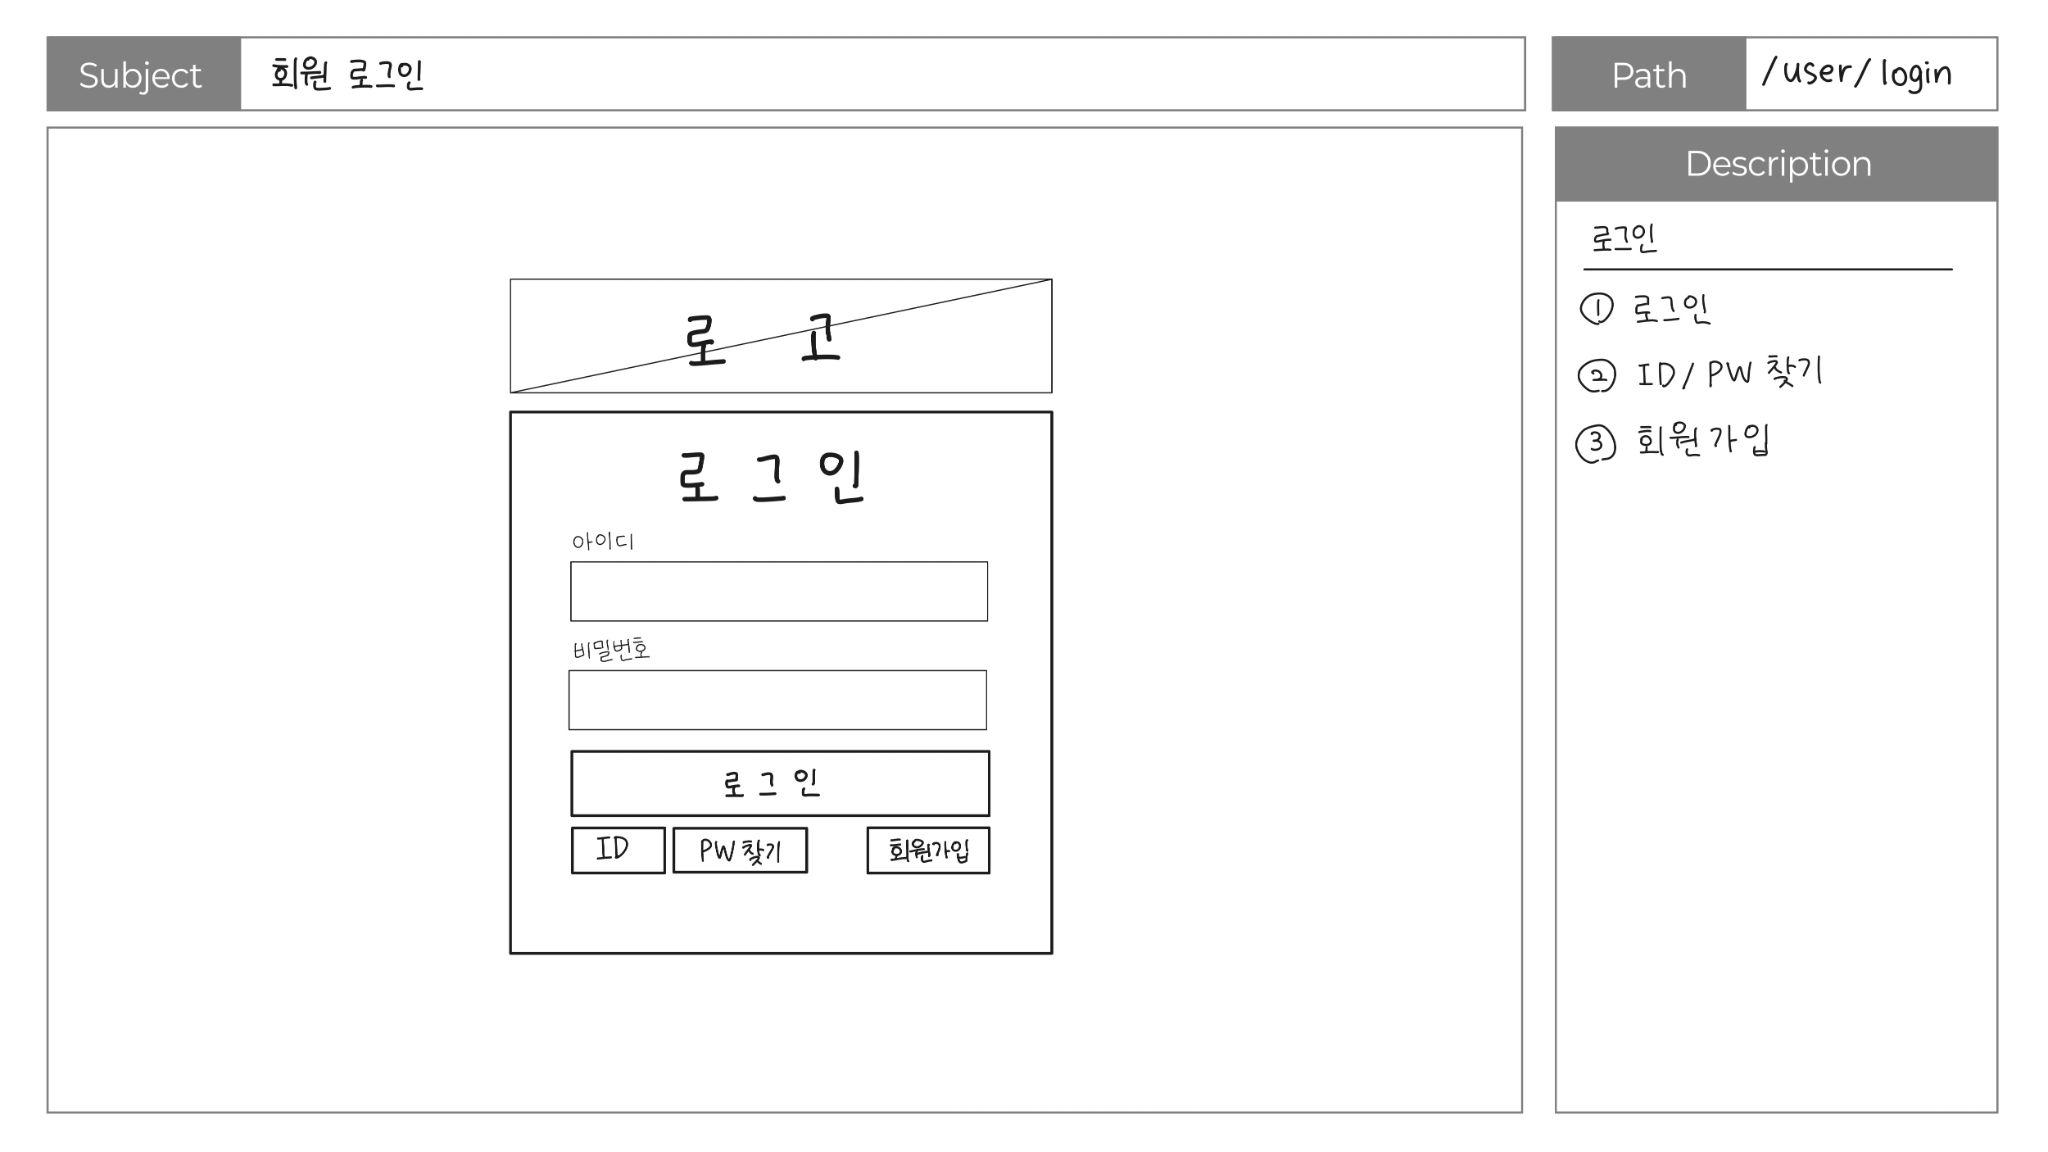 Subject 회원 로그인
Path /user/login
로고
로그인
아이디
비밀번호
로그인
ID PW 찾기 회원가입
Description
로그인
① 로그인
② ID/PW 찾기
③ 회원가입